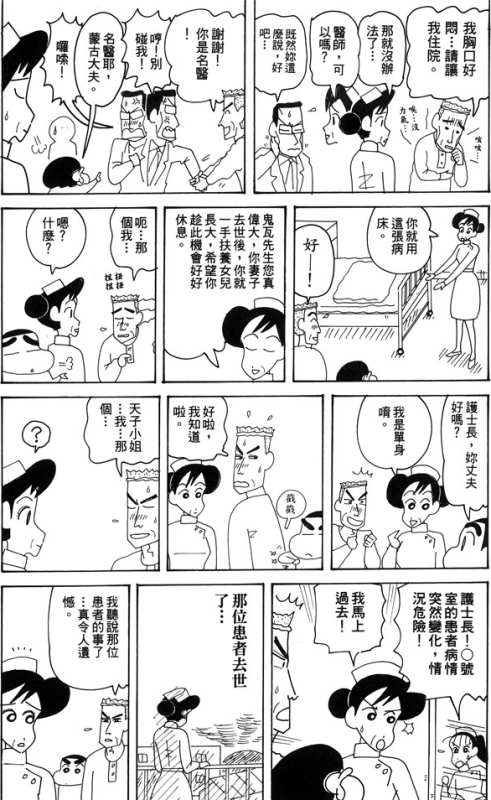 我胸口好
悶…請讓
我住院。
唉…沒
力氣…
唉唉…
那就沒辦
法了…
醫師，可
以嗎？
既然妳這
麼說，好
吧…
謝謝！
你是名醫
！
哼！別
碰我！
名醫耶，
蒙古大夫。
囉嗦！
你就用
這張病
床。
好！
鬼瓦先生您真
偉大，你妻子
去世後，你就
一手扶養女兒
長大，希望你
趁此機會好好
休息。
呃…那
個我…
扭扭
捏捏
嗯？
什麼？
護士長，妳丈夫
好嗎？
我是單身
唷。
戳戳
好啦，
我知道
啦。
天子小姐
…我…那
個…
？
護士長！○號
室的患者病情
突然變化，情
況危險！
我馬上
過去！
那位患者去世
了…
我聽說那位
患者的事了
…真令人遺
憾。